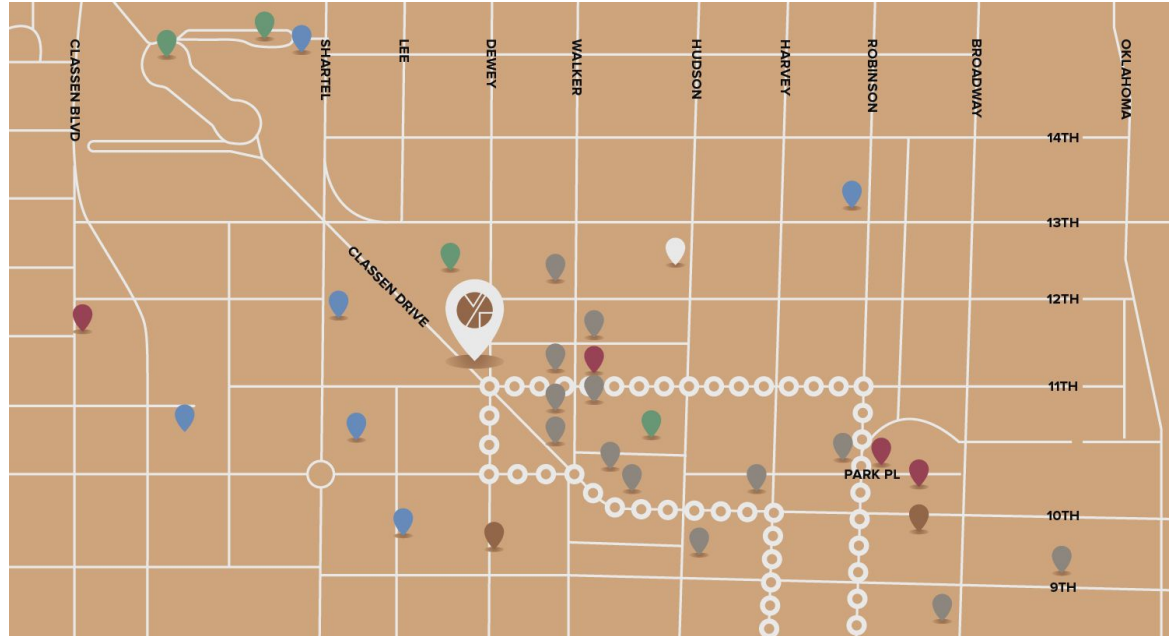 CLASSEN BLVD
SHARTEL
LEE
DEWEY
WALKER
HUDSON
HARVEY
ROBINSON
BROADWAY
OKLAHOMA
14TH
13TH
CLASSEN DRIVE
12TH
11TH
PARK PL
10TH
9TH